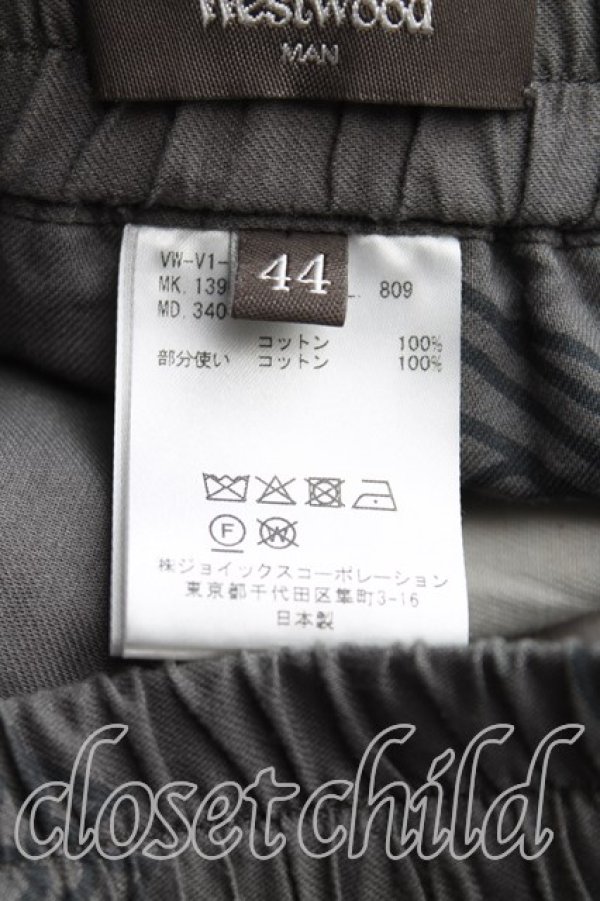 Westwood
MAN
44
VW-V1-
MK. 139 809
MD. 340
コットン 100%
部分使い コットン 100%
F
W
株ジョイックスコーポレーション
東京都千代田区隼町3-16
日本製
closet child